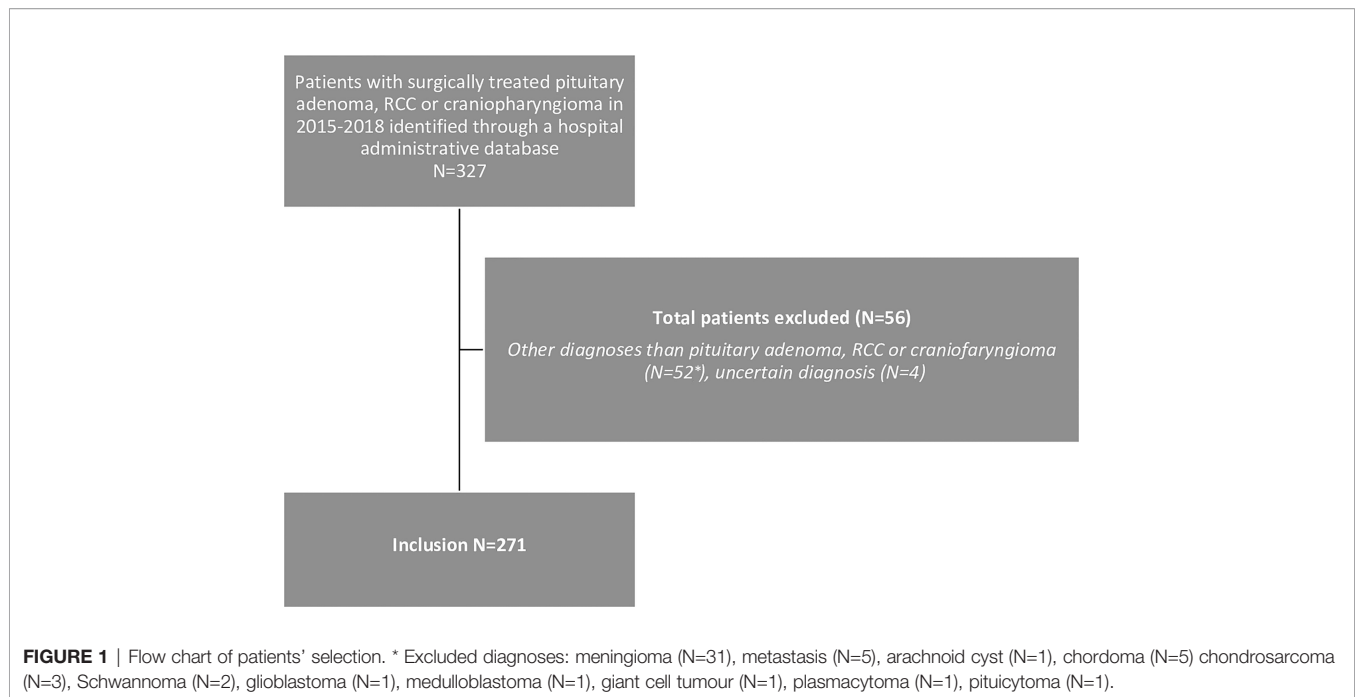 Patients with surgically treated pituitary
adenoma, RCC or craniopharyngioma in
2015-2018 identified through a hospital
administrative database
N=327
Total patients excluded (N=56)
Other diagnoses than pituitary adenoma, RCC or craniofaryngioma
(N=52*), uncertain diagnosis (N=4)
Inclusion N=271
FIGURE 1 | Flow chart of patients’ selection. * Excluded diagnoses: meningioma (N=31), metastasis (N=5), arachnoid cyst (N=1), chordoma (N=5) chondrosarcoma
(N=3), Schwannoma (N=2), glioblastoma (N=1), medulloblastoma (N=1), giant cell tumour (N=1), plasmacytoma (N=1), pituicytoma (N=1).